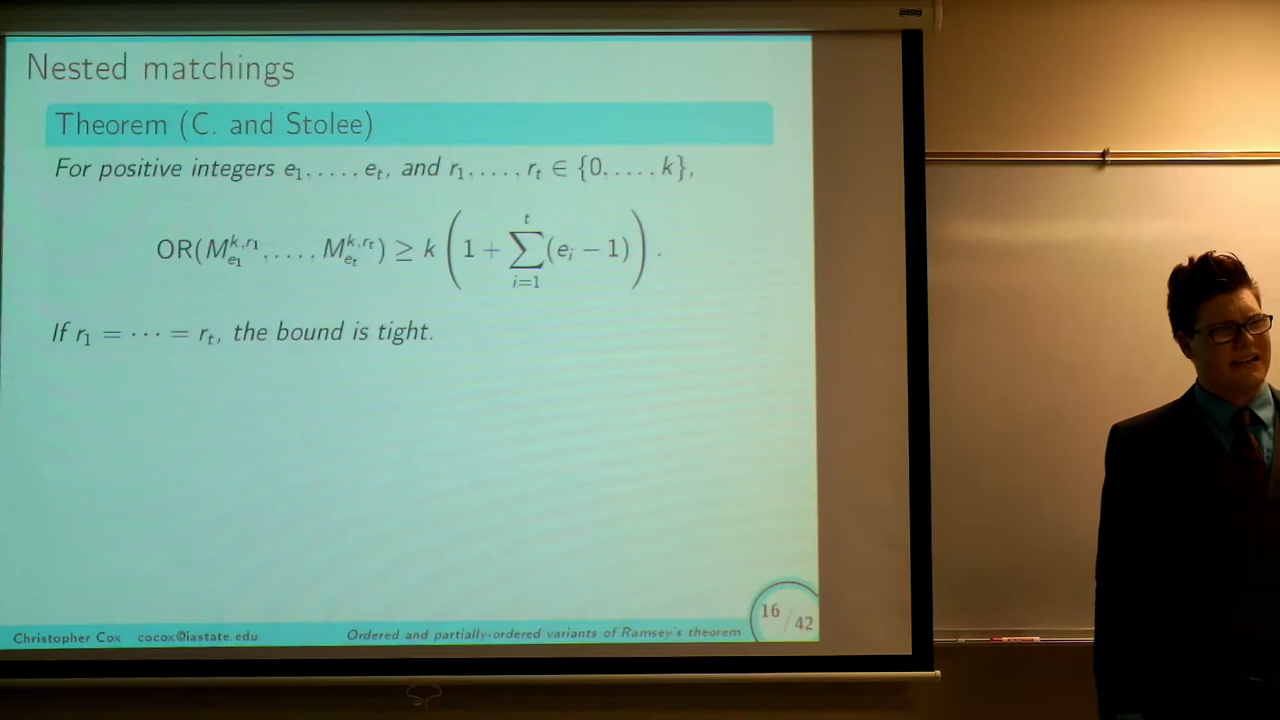 Nested matchings
Theorem (C. and Stolee)
For positive integers e₁, . . . , eₜ, and r₁, . . . , rₜ ∈ {0, . . . , k},
OR(M_{e₁}^{k,r₁}, . . . , M_{eₜ}^{k,rₜ}) ≥ k (1 + ∑_{i=1}^{t} (eᵢ − 1)) .
If r₁ = ⋯ = rₜ, the bound is tight.
16 / 42
Christopher Cox cocox@iastate.edu Ordered and partially-ordered variants of Ramsey's theorem